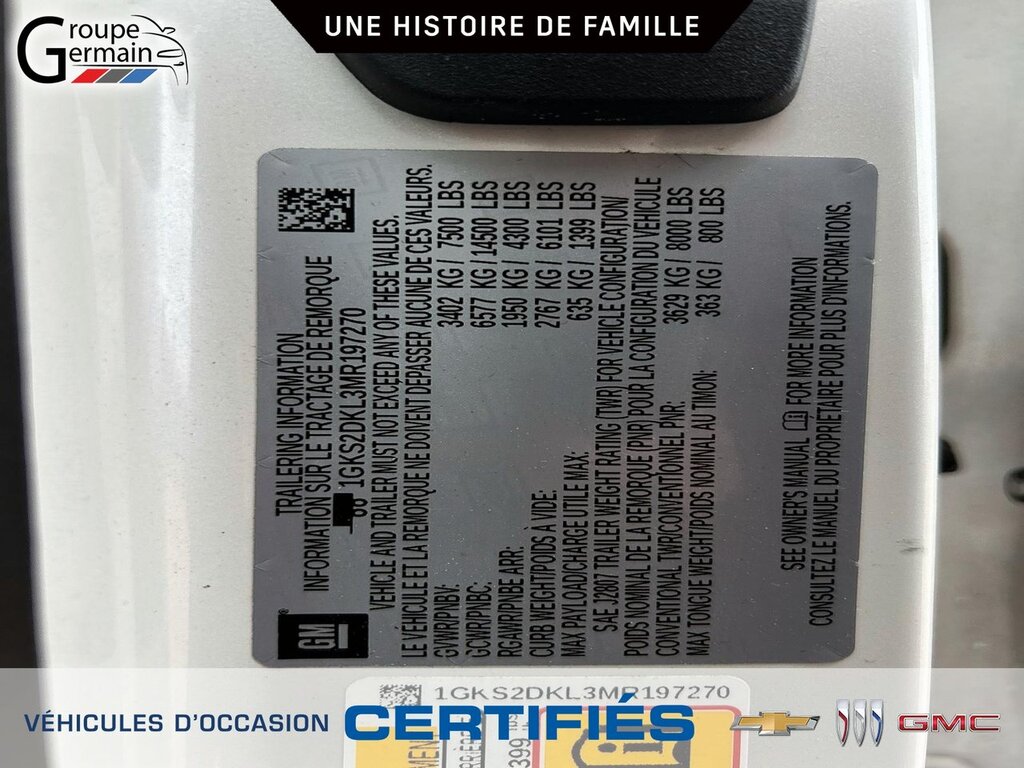 Groupe
Germain
UNE HISTOIRE DE FAMILLE
TRAILERING INFORMATION
INFORMATION SUR LE TRACTAGE DE REMORQUE
1GKS2DKL3MR197270
VEHICLE AND TRAILER MUST NOT EXCEED ANY OF THESE VALUES.
LE VÉHICULE ET LA REMORQUE NE DOIVENT DÉPASSER AUCUNE DE CES VALEURS.
GVWR/PNBV: 3402 KG / 7500 LBS
GCWR/PNBC: 6577 KG / 14500 LBS
RGAWR/PNBE ARR: 1950 KG / 4300 LBS
CURB WEIGHT/POIDS À VIDE: 2767 KG / 6101 LBS
MAX PAYLOAD/CHARGE UTILE MAX: 635 KG / 1399 LBS
SAE J2807 TRAILER WEIGHT RATING (TWR) FOR VEHICLE CONFIGURATION/
POIDS NOMINAL DE LA REMORQUE (PNR) POUR LA CONFIGURATION DU VÉHICULE
CONVENTIONAL TWR/CONVENTIONNEL PNR: 3629 KG / 8000 LBS
MAX TONGUE WEIGHT/POIDS NOMINAL AU TIMON: 363 KG / 800 LBS
SEE OWNER'S MANUAL FOR MORE INFORMATION
CONSULTEZ LE MANUEL DU PROPRIÉTAIRE POUR PLUS D'INFORMATIONS.
GM
1GKS2DKL3MR197270
VÉHICULES D'OCCASION CERTIFIÉS GMC